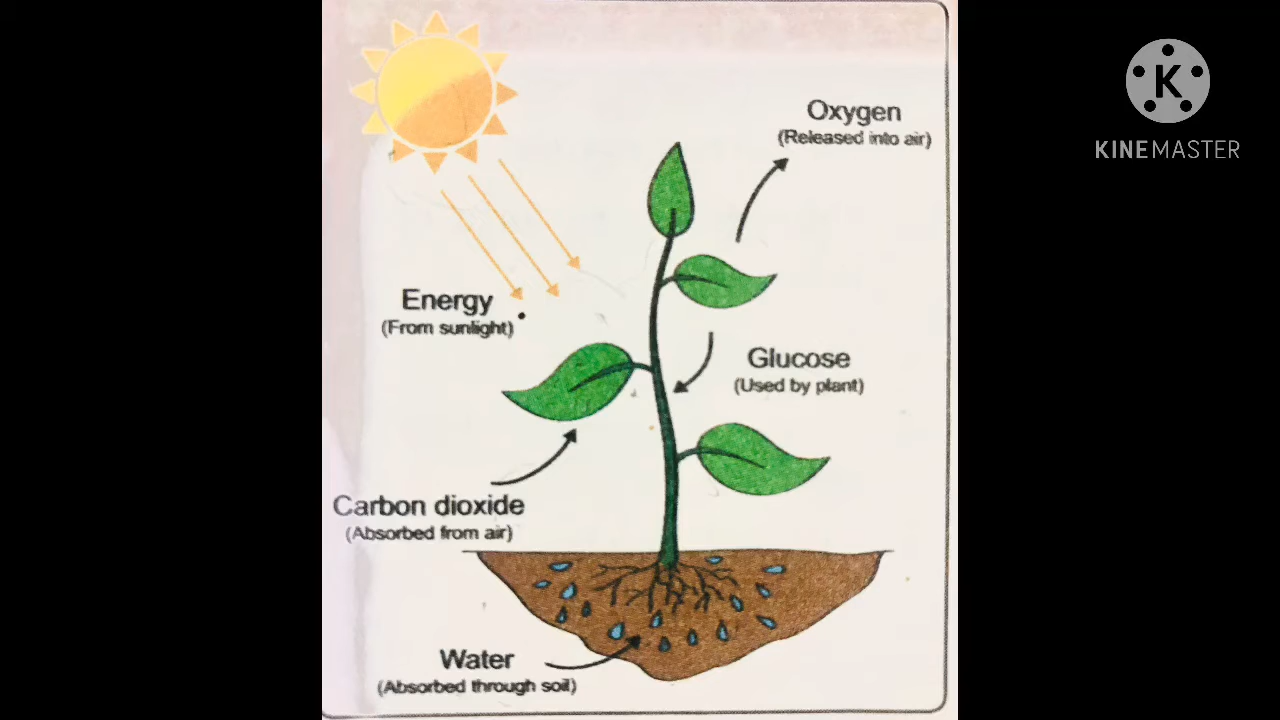 Oxygen
(Released into air)
Energy
(From sunlight)
Glucose
(Used by plant)
Carbon dioxide
(Absorbed from air)
Water
(Absorbed through soil)
K
KINEMASTER